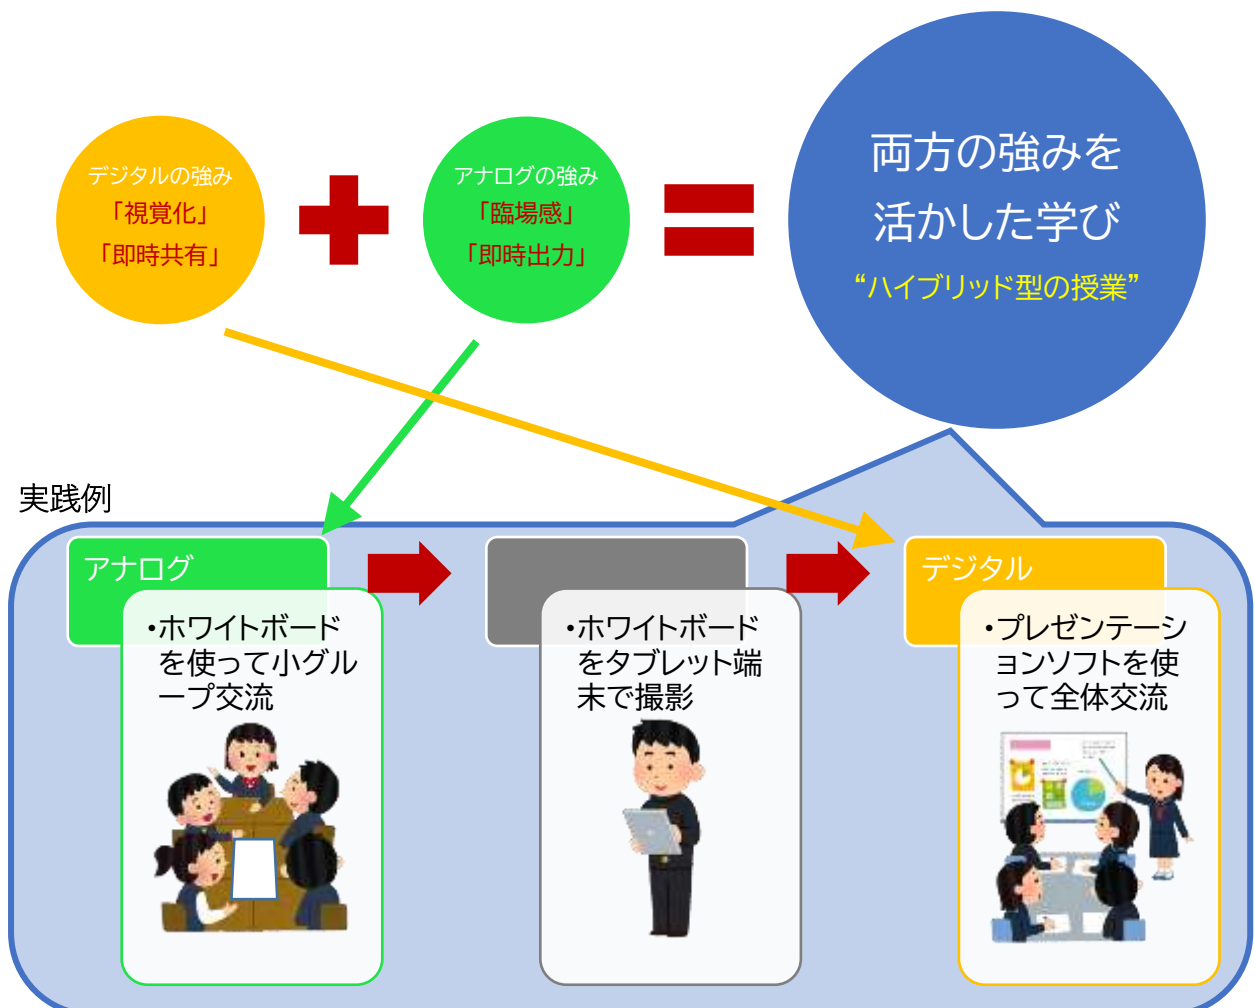 デジタルの強み
「視覚化」
「即時共有」
アナログの強み
「臨場感」
「即時出力」
両方の強みを
活かした学び
“ハイブリッド型の授業”
実践例
アナログ
・ホワイトボード
を使って小グル
ープ交流
・ホワイトボード
をタブレット端
末で撮影
デジタル
・プレゼンテーシ
ョンソフトを使
って全体交流